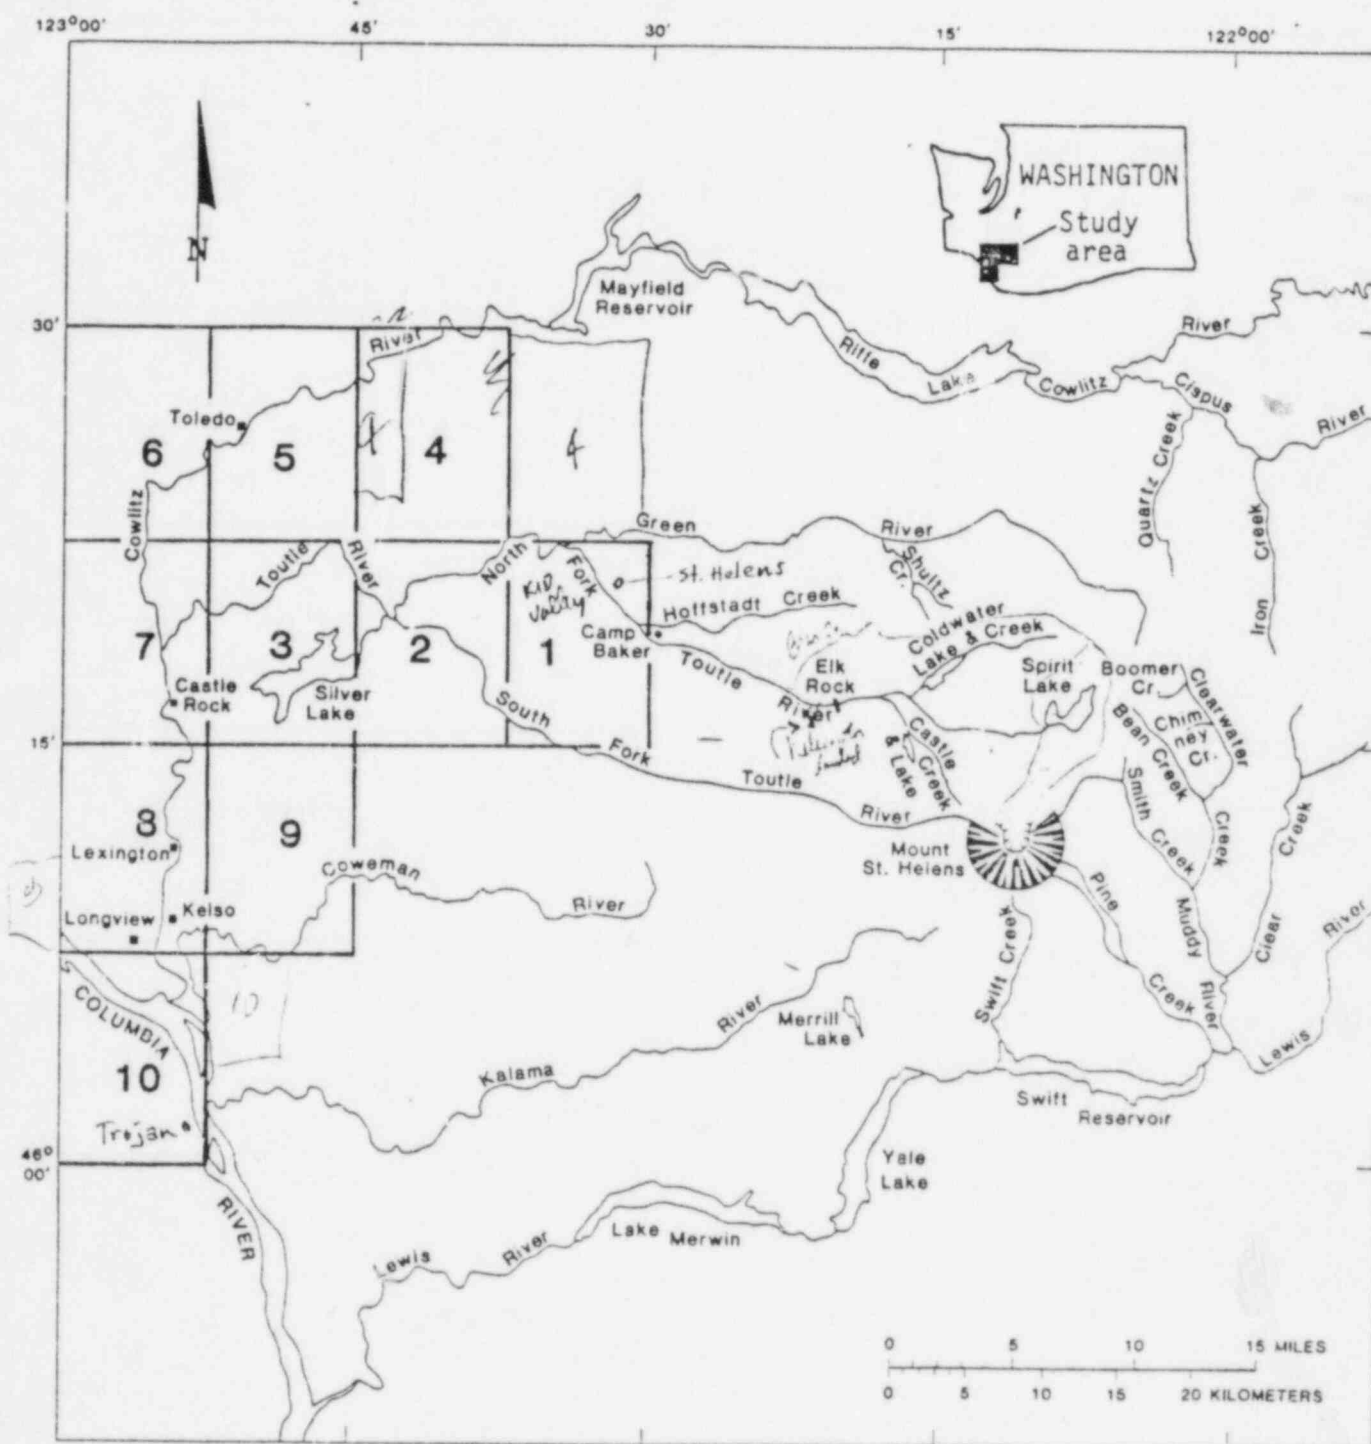 123°00'
45'
30'
15'
122°00'
N
WASHINGTON
Study
area
Mayfield
Reservoir
30'
River
Riffe
Lake
Cowlitz
River
Cispus
River
Toledo
6
5
4
4
Quartz Creek
Iron Creek
Cowlitz
Green
River
Toutle
River
North
Fork
St. Helens
Kid
Valley
Shultz
Cr.
Hoffstadt Creek
Camp
Baker
Coldwater
Lake & Creek
7
3
2
1
Toutle
River
Elk
Rock
Spirit
Lake
Boomer
Cr.
Clearwater
Creek
Castle
Rock
Silver
Lake
South
Fork
Toutle
River
Castle Creek
& Lake
Bean Creek
Chim
ney
Cr.
Smith Creek
15'
8
9
Lexington
Coweman
River
Mount
St. Helens
Pine
Creek
Muddy
River
Clear
Creek
River
Longview
Kelso
COLUMBIA
10
10
Swift Creek
Merrill
Lake
River
Kalama
Lewis
Swift
Reservoir
Trojan
46°
00'
Yale
Lake
RIVER
Lewis
River
Lake Merwin
0 5 10 15 MILES
0 5 10 15 20 KILOMETERS